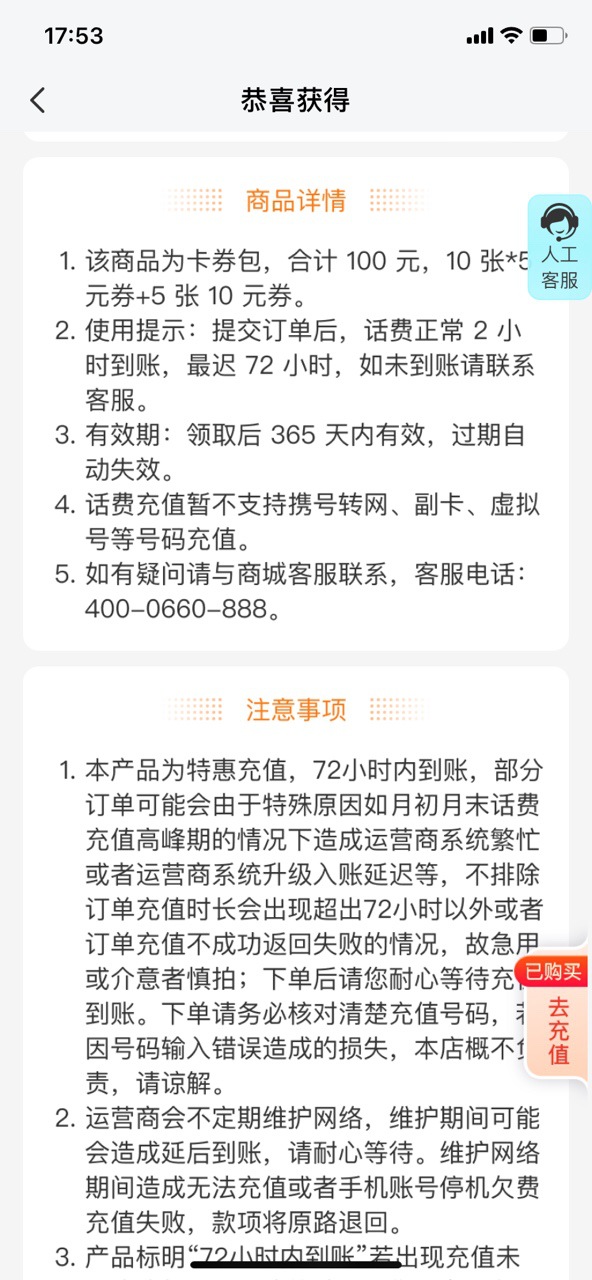 17:53
恭喜获得
商品详情
人工
客服
1. 该商品为卡券包，合计 100 元，10 张*5
元券+5 张 10 元券。
2. 使用提示：提交订单后，话费正常 2 小
时到账，最迟 72 小时，如未到账请联系
客服。
3. 有效期：领取后 365 天内有效，过期自
动失效。
4. 话费充值暂不支持携号转网、副卡、虚拟
号等号码充值。
5. 如有疑问请与商城客服联系，客服电话：
400-0660-888。
注意事项
1. 本产品为特惠充值，72小时内到账，部分
订单可能会由于特殊原因如月初月末话费
充值高峰期的情况下造成运营商系统繁忙
或者运营商系统升级入账延迟等，不排除
订单充值时长会出现超出72小时以外或者
订单充值不成功返回失败的情况，故急用
或介意者慎拍；下单后请您耐心等待充
到账。下单请务必核对清楚充值号码，
因号码输入错误造成的损失，本店概不
责，请谅解。
已购买
去
充
值
2. 运营商会不定期维护网络，维护期间可能
会造成延后到账，请耐心等待。维护网络
期间造成无法充值或者手机账号停机欠费
充值失败，款项将原路退回。
3. 产品标明“72小时内到账”若出现充值未